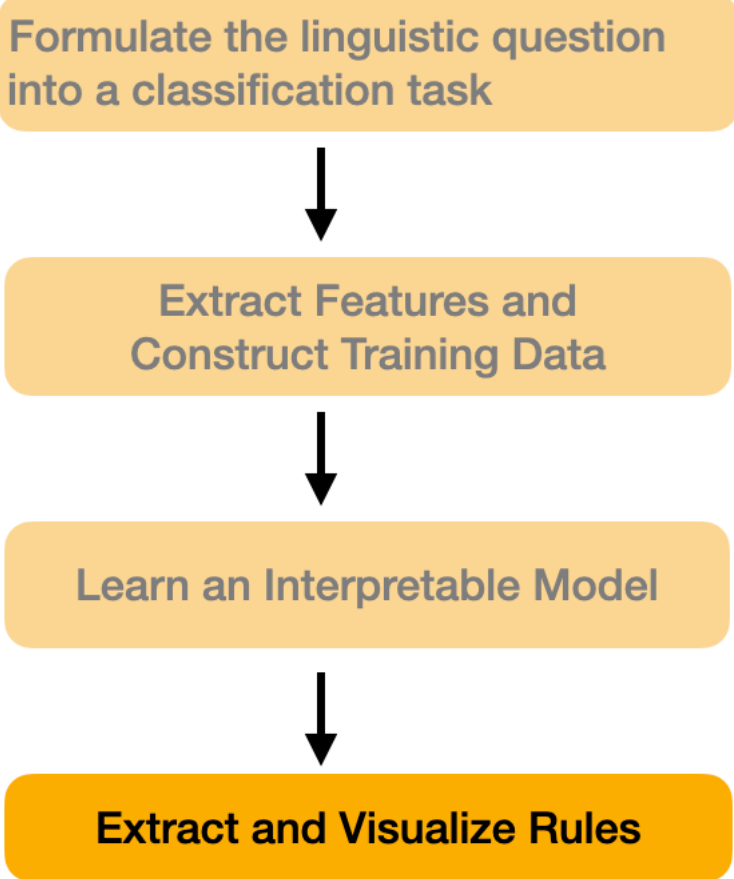 Formulate the linguistic question
into a classification task
Extract Features and
Construct Training Data
Learn an Interpretable Model
Extract and Visualize Rules